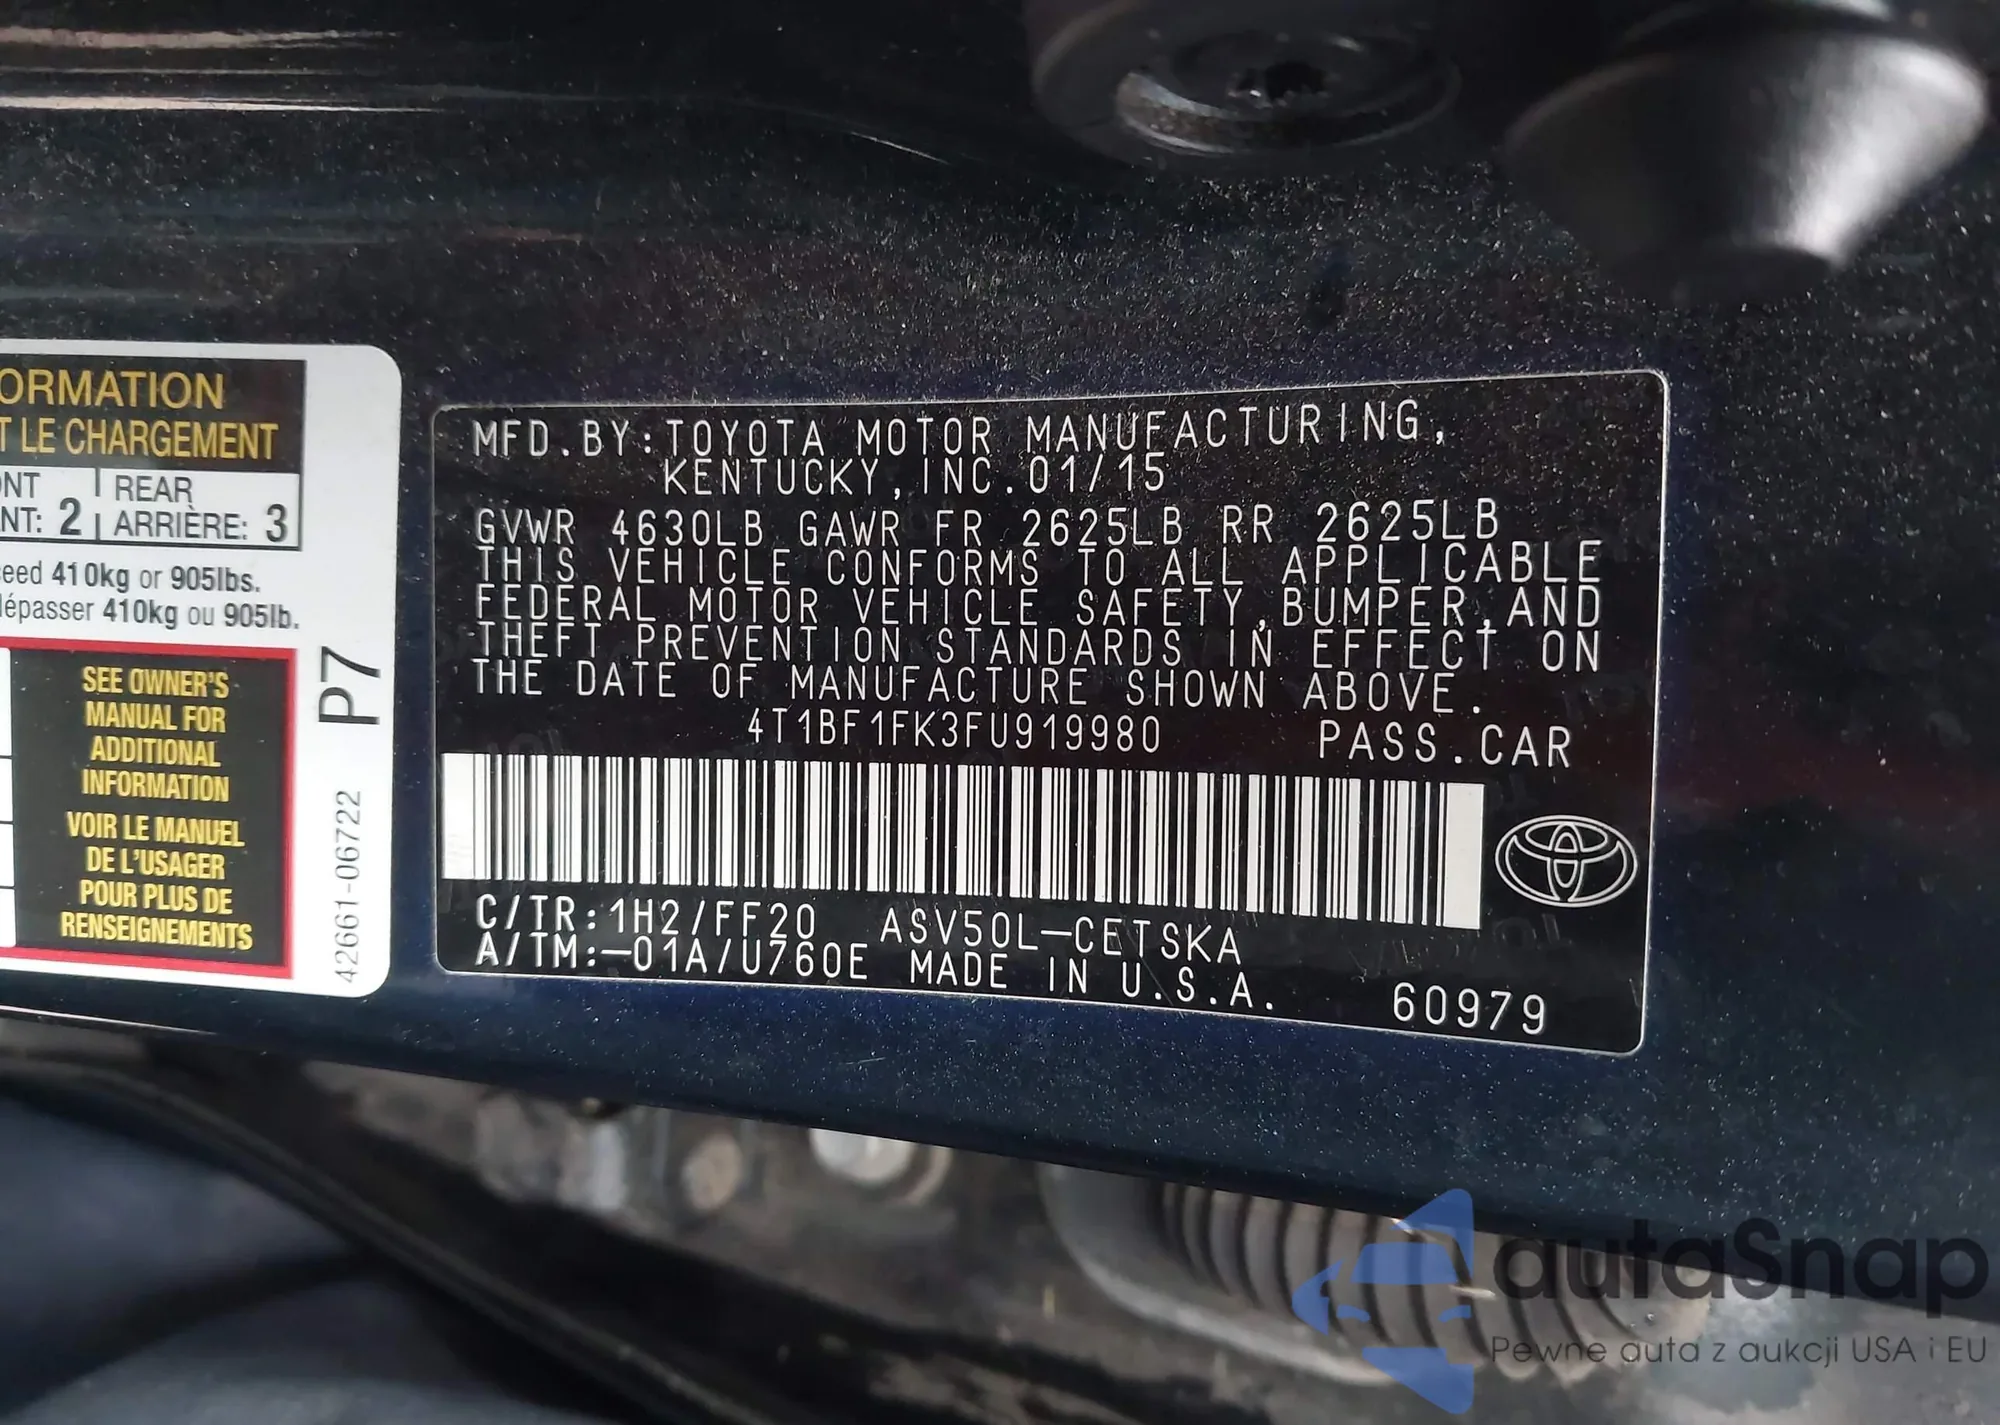 ORMATION
T LE CHARGEMENT
NT REAR
NT: 2 ARRIÈRE: 3
eed 410kg or 905lbs.
dépasser 410kg ou 905lb.
SEE OWNER'S
MANUAL FOR
ADDITIONAL
INFORMATION
VOIR LE MANUEL
DE L'USAGER
POUR PLUS DE
RENSEIGNEMENTS
P7
42661-06722
MFD.BY:TOYOTA MOTOR MANUFACTURING,
KENTUCKY,INC.01/15
GVWR 4630LB GAWR FR 2625LB RR 2625LB
THIS VEHICLE CONFORMS TO ALL APPLICABLE
FEDERAL MOTOR VEHICLE SAFETY,BUMPER,AND
THEFT PREVENTION STANDARDS IN EFFECT ON
THE DATE OF MANUFACTURE SHOWN ABOVE.
4T1BF1FK3FU919980 PASS.CAR
C/TR:1H2/FF20 ASV50L-CETSKA
A/TM:-01A/U760E MADE IN U.S.A. 60979
autaSnap
Pewne auta z aukcji USA i EU